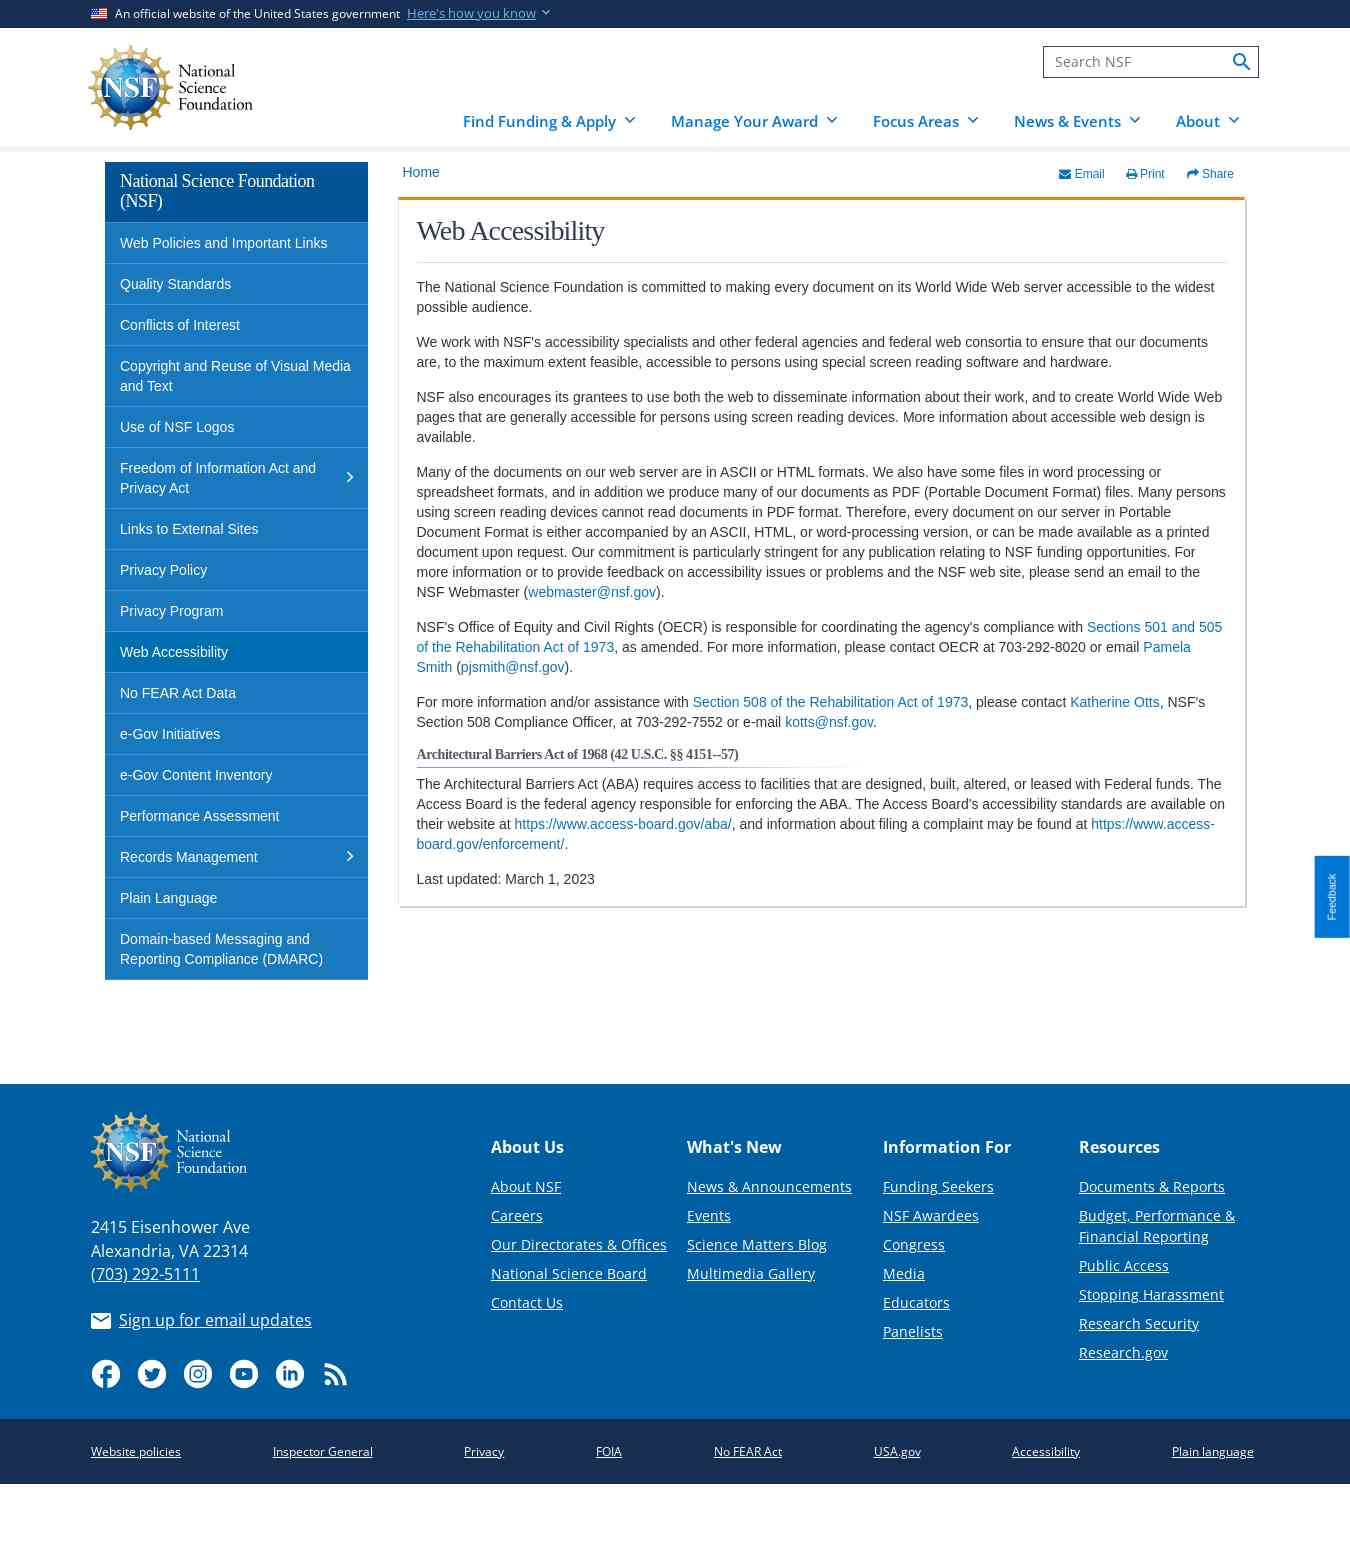 An official website of the United States government Here's how you know
NSF
National
Science
Foundation
Search NSF
Find Funding & Apply
Manage Your Award
Focus Areas
News & Events
About
National Science Foundation
(NSF)
Web Policies and Important Links
Quality Standards
Conflicts of Interest
Copyright and Reuse of Visual Media
and Text
Use of NSF Logos
Freedom of Information Act and
Privacy Act
Links to External Sites
Privacy Policy
Privacy Program
Web Accessibility
No FEAR Act Data
e-Gov Initiatives
e-Gov Content Inventory
Performance Assessment
Records Management
Plain Language
Domain-based Messaging and
Reporting Compliance (DMARC)
Home
Email
Print
Share
Web Accessibility
The National Science Foundation is committed to making every document on its World Wide Web server accessible to the widest
possible audience.
We work with NSF's accessibility specialists and other federal agencies and federal web consortia to ensure that our documents
are, to the maximum extent feasible, accessible to persons using special screen reading software and hardware.
NSF also encourages its grantees to use both the web to disseminate information about their work, and to create World Wide Web
pages that are generally accessible for persons using screen reading devices. More information about accessible web design is
available.
Many of the documents on our web server are in ASCII or HTML formats. We also have some files in word processing or
spreadsheet formats, and in addition we produce many of our documents as PDF (Portable Document Format) files. Many persons
using screen reading devices cannot read documents in PDF format. Therefore, every document on our server in Portable
Document Format is either accompanied by an ASCII, HTML, or word-processing version, or can be made available as a printed
document upon request. Our commitment is particularly stringent for any publication relating to NSF funding opportunities. For
more information or to provide feedback on accessibility issues or problems and the NSF web site, please send an email to the
NSF Webmaster (webmaster@nsf.gov).
NSF's Office of Equity and Civil Rights (OECR) is responsible for coordinating the agency's compliance with Sections 501 and 505
of the Rehabilitation Act of 1973, as amended. For more information, please contact OECR at 703-292-8020 or email Pamela
Smith (pjsmith@nsf.gov).
For more information and/or assistance with Section 508 of the Rehabilitation Act of 1973, please contact Katherine Otts, NSF's
Section 508 Compliance Officer, at 703-292-7552 or e-mail kotts@nsf.gov.
Architectural Barriers Act of 1968 (42 U.S.C. §§ 4151--57)
The Architectural Barriers Act (ABA) requires access to facilities that are designed, built, altered, or leased with Federal funds. The
Access Board is the federal agency responsible for enforcing the ABA. The Access Board's accessibility standards are available on
their website at https://www.access-board.gov/aba/, and information about filing a complaint may be found at https://www.access-
board.gov/enforcement/.
Last updated: March 1, 2023
Feedback
NSF
National
Science
Foundation
2415 Eisenhower Ave
Alexandria, VA 22314
(703) 292-5111
Sign up for email updates
About Us
About NSF
Careers
Our Directorates & Offices
National Science Board
Contact Us
What's New
News & Announcements
Events
Science Matters Blog
Multimedia Gallery
Information For
Funding Seekers
NSF Awardees
Congress
Media
Educators
Panelists
Resources
Documents & Reports
Budget, Performance &
Financial Reporting
Public Access
Stopping Harassment
Research Security
Research.gov
Website policies
Inspector General
Privacy
FOIA
No FEAR Act
USA.gov
Accessibility
Plain language